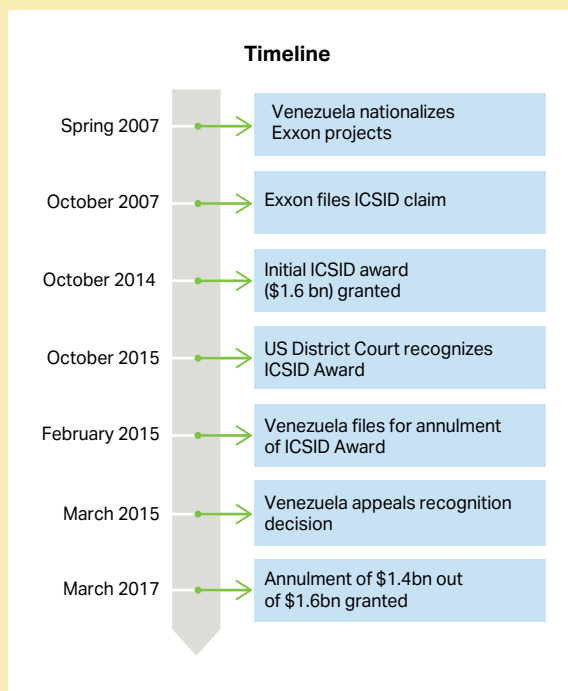 Timeline
Spring 2007
Venezuela nationalizes
Exxon projects
October 2007
Exxon files ICSID claim
October 2014
Initial ICSID award
($1.6 bn) granted
October 2015
US District Court recognizes
ICSID Award
February 2015
Venezuela files for annulment
of ICSID Award
March 2015
Venezuela appeals recognition
decision
March 2017
Annulment of $1.4bn out
of $1.6bn granted